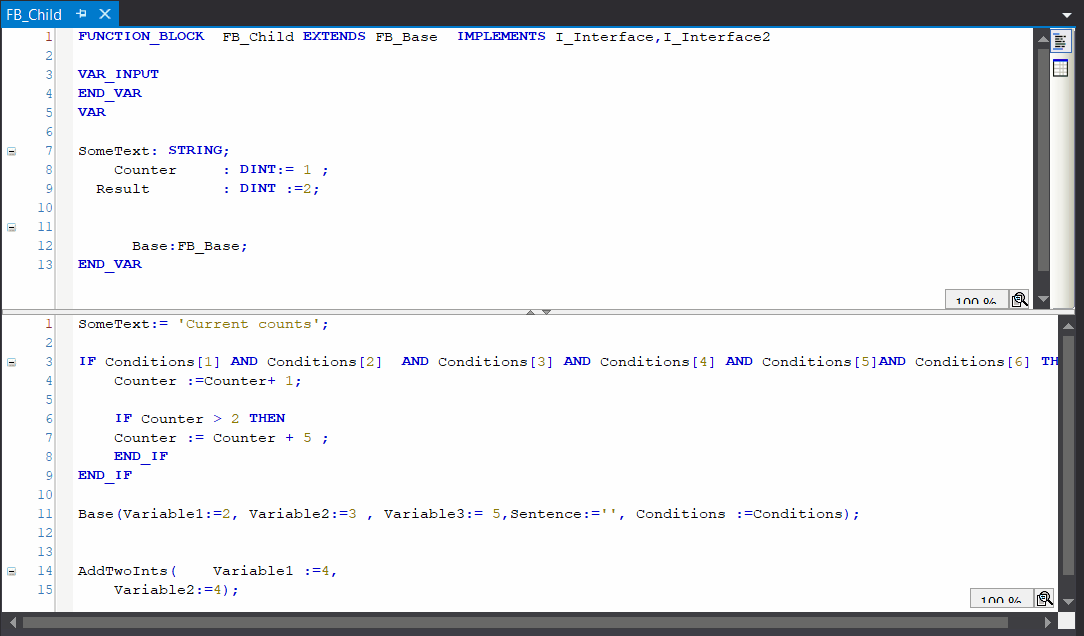 FB_Child
1 FUNCTION_BLOCK  FB_Child EXTENDS FB_Base  IMPLEMENTS I_Interface,I_Interface2
2
3 VAR_INPUT
4 END_VAR
5 VAR
6
7 SomeText: STRING;
8     Counter     : DINT:= 1 ;
9   Result        : DINT :=2;
10
11
12       Base:FB_Base;
13 END_VAR
100 %
1 SomeText:= 'Current counts';
2
3 IF Conditions[1] AND Conditions[2]  AND Conditions[3] AND Conditions[4] AND Conditions[5]AND Conditions[6] TH
4     Counter :=Counter+ 1;
5
6     IF Counter > 2 THEN
7     Counter := Counter + 5 ;
8     END_IF
9 END_IF
10
11 Base(Variable1:=2, Variable2:=3 , Variable3:= 5,Sentence:='', Conditions :=Conditions);
12
13
14 AddTwoInts(    Variable1 :=4,
15     Variable2:=4);
100 %